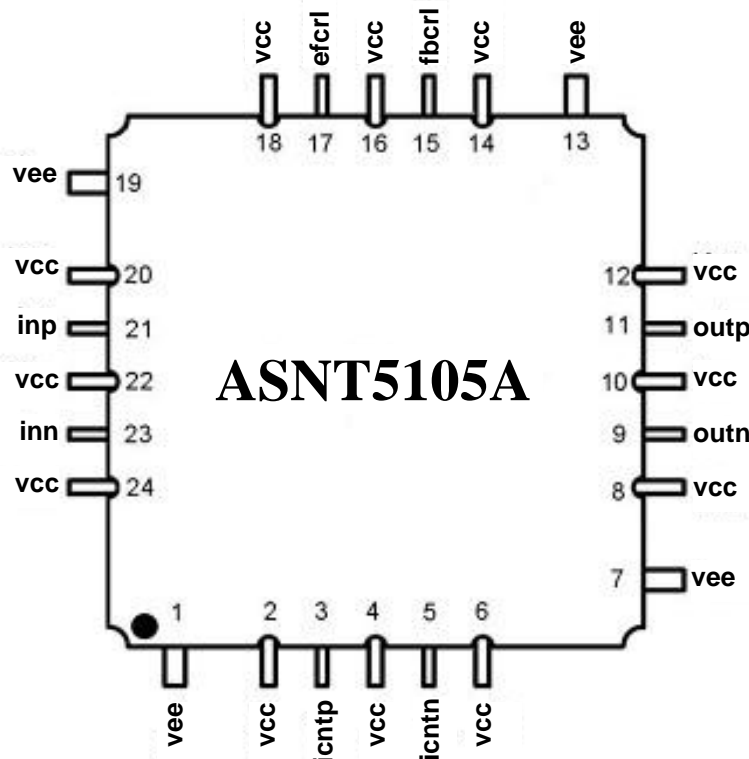 vcc efcrl vcc fbcrl vcc vee
18 17 16 15 14 13
vee 19
vcc 20
inp 21
vcc 22
inn 23
vcc 24
ASNT5105A
12 vcc
11 outp
10 vcc
9 outn
8 vcc
7 vee
1 2 3 4 5 6
vee vcc icntp vcc icntn vcc